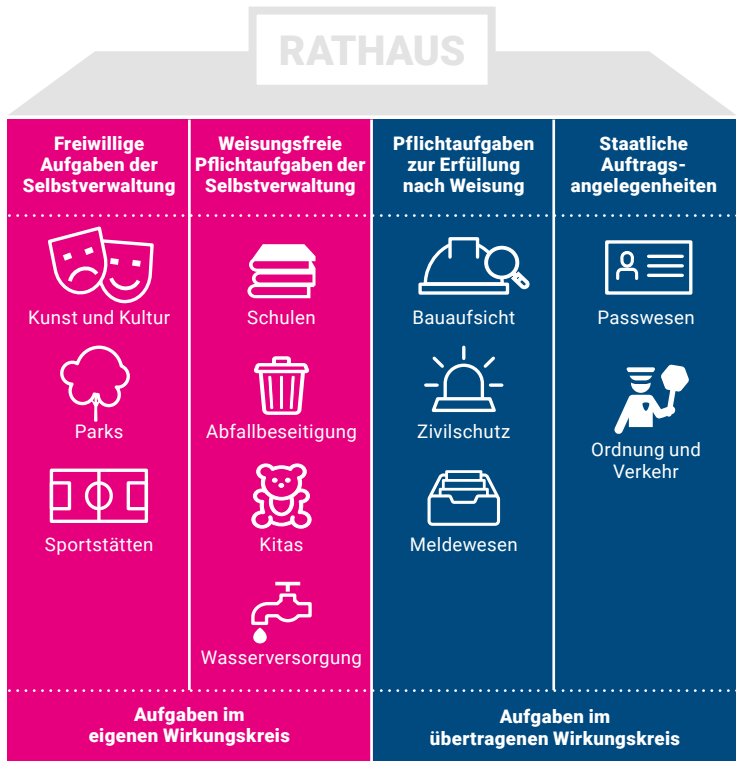 RATHAUS
Freiwillige
Aufgaben der
Selbstverwaltung
Kunst und Kultur
Parks
Sportstätten
Weisungsfreie
Pflichtaufgaben der
Selbstverwaltung
Schulen
Abfallbeseitigung
Kitas
Wasserversorgung
Aufgaben im
eigenen Wirkungskreis
Pflichtaufgaben
zur Erfüllung
nach Weisung
Bauaufsicht
Zivilschutz
Meldewesen
Staatliche
Auftrags-
angelegenheiten
Passwesen
Ordnung und
Verkehr
Aufgaben im
übertragenen Wirkungskreis